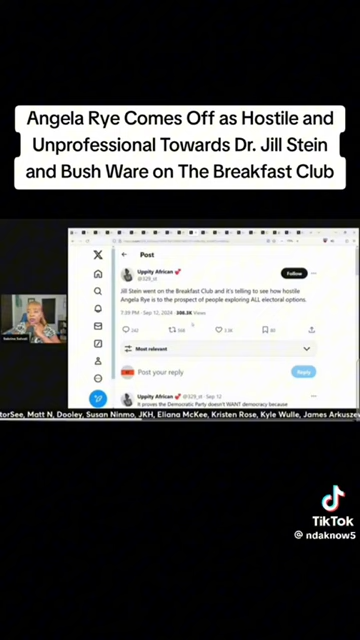 Angela Rye Comes Off as Hostile and
Unprofessional Towards Dr. Jill Stein
and Bush Ware on The Breakfast Club
Post
Uppity African
@329_st
Follow
Jill Stein went on the Breakfast Club and it's telling to see how hostile
Angela Rye is to the prospect of people exploring ALL electoral options.
7:39 PM · Sep 12, 2024 · Views
Most relevant
Post your reply
Reply
Uppity African @329_st · Sep 12
It proves the Democratic Party doesn't WANT democracy because
torSee, Matt N, Dooley, Susan Ninmo, JKH, Eliana McKee, Kristen Rose, Kyle Wulle, James Arkusze
TikTok
@ ndaknow5